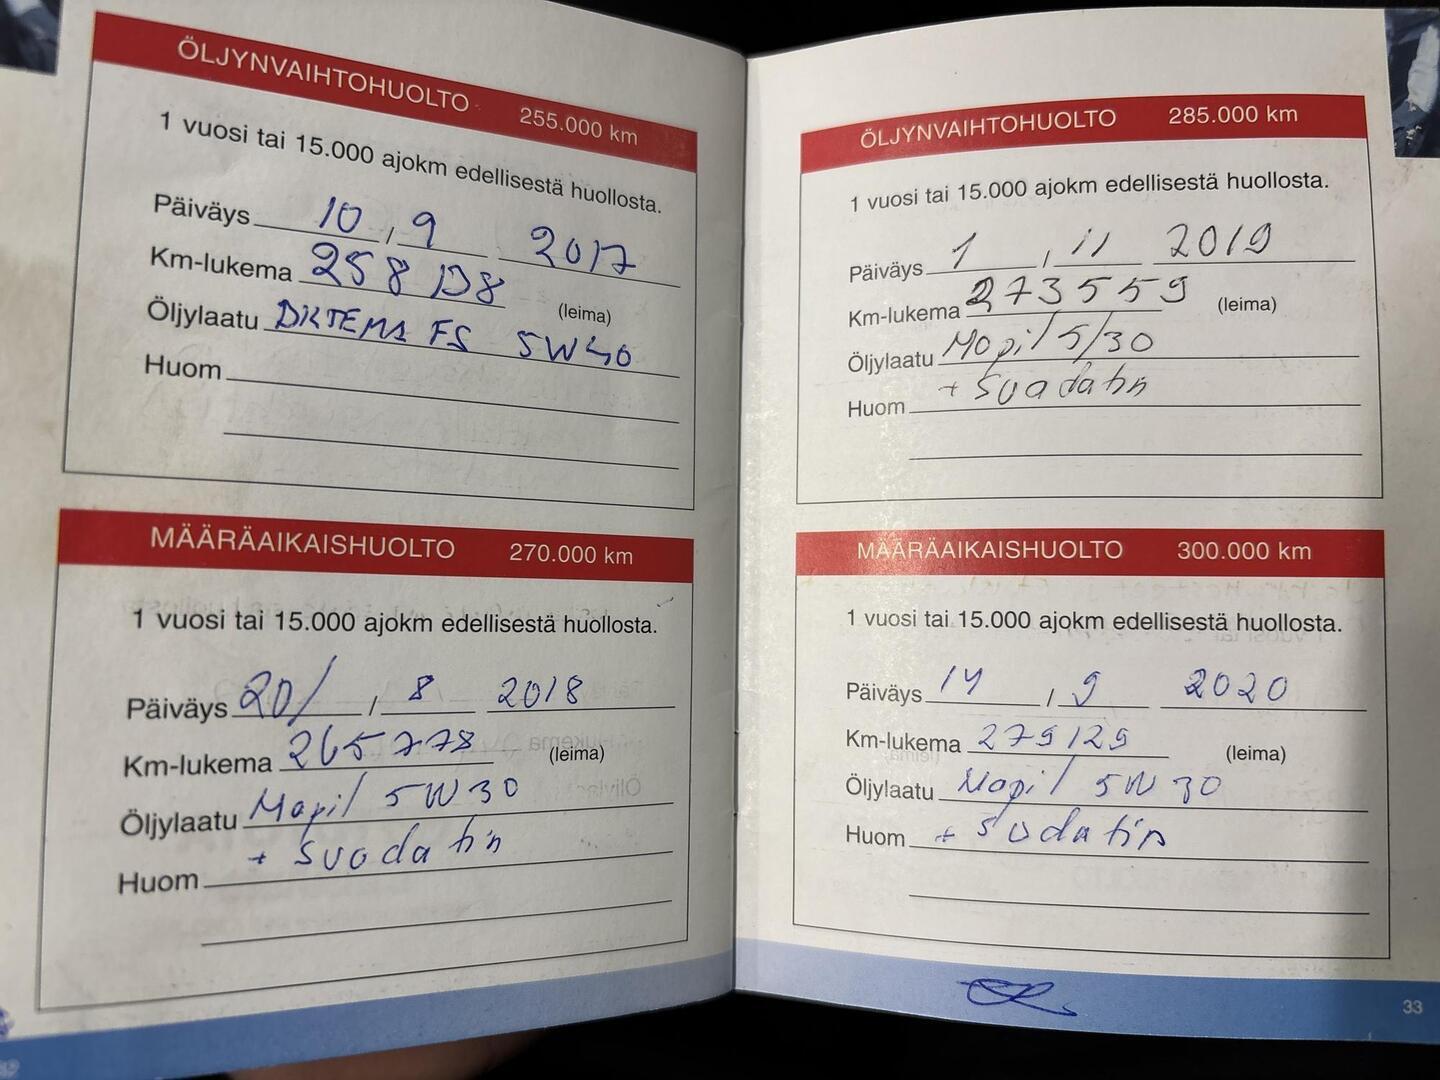 ÖLJYNVAIHTOHUOLTO 255.000 km
1 vuosi tai 15.000 ajokm edellisestä huollosta.
Päiväys 10 / 9 2017
Km-lukema 258 (leima)
Öljylaatu FS 5W40
Huom
MÄÄRÄAIKAISHUOLTO 270.000 km
1 vuosi tai 15.000 ajokm edellisestä huollosta.
Päiväys 20/ / 8 2018
Km-lukema 265778 (leima)
Öljylaatu Mopil 5W30
+ Suodatin
Huom
ÖLJYNVAIHTOHUOLTO 285.000 km
1 vuosi tai 15.000 ajokm edellisestä huollosta.
Päiväys 1 / 11 2019
Km-lukema 273559 (leima)
Öljylaatu Mopil 5/30
Huom + Suodatin
MÄÄRÄAIKAISHUOLTO 300.000 km
1 vuosi tai 15.000 ajokm edellisestä huollosta.
Päiväys 14 / 9 2020
Km-lukema 279129 (leima)
Öljylaatu Mopil 5W30
Huom + Sudatin
33